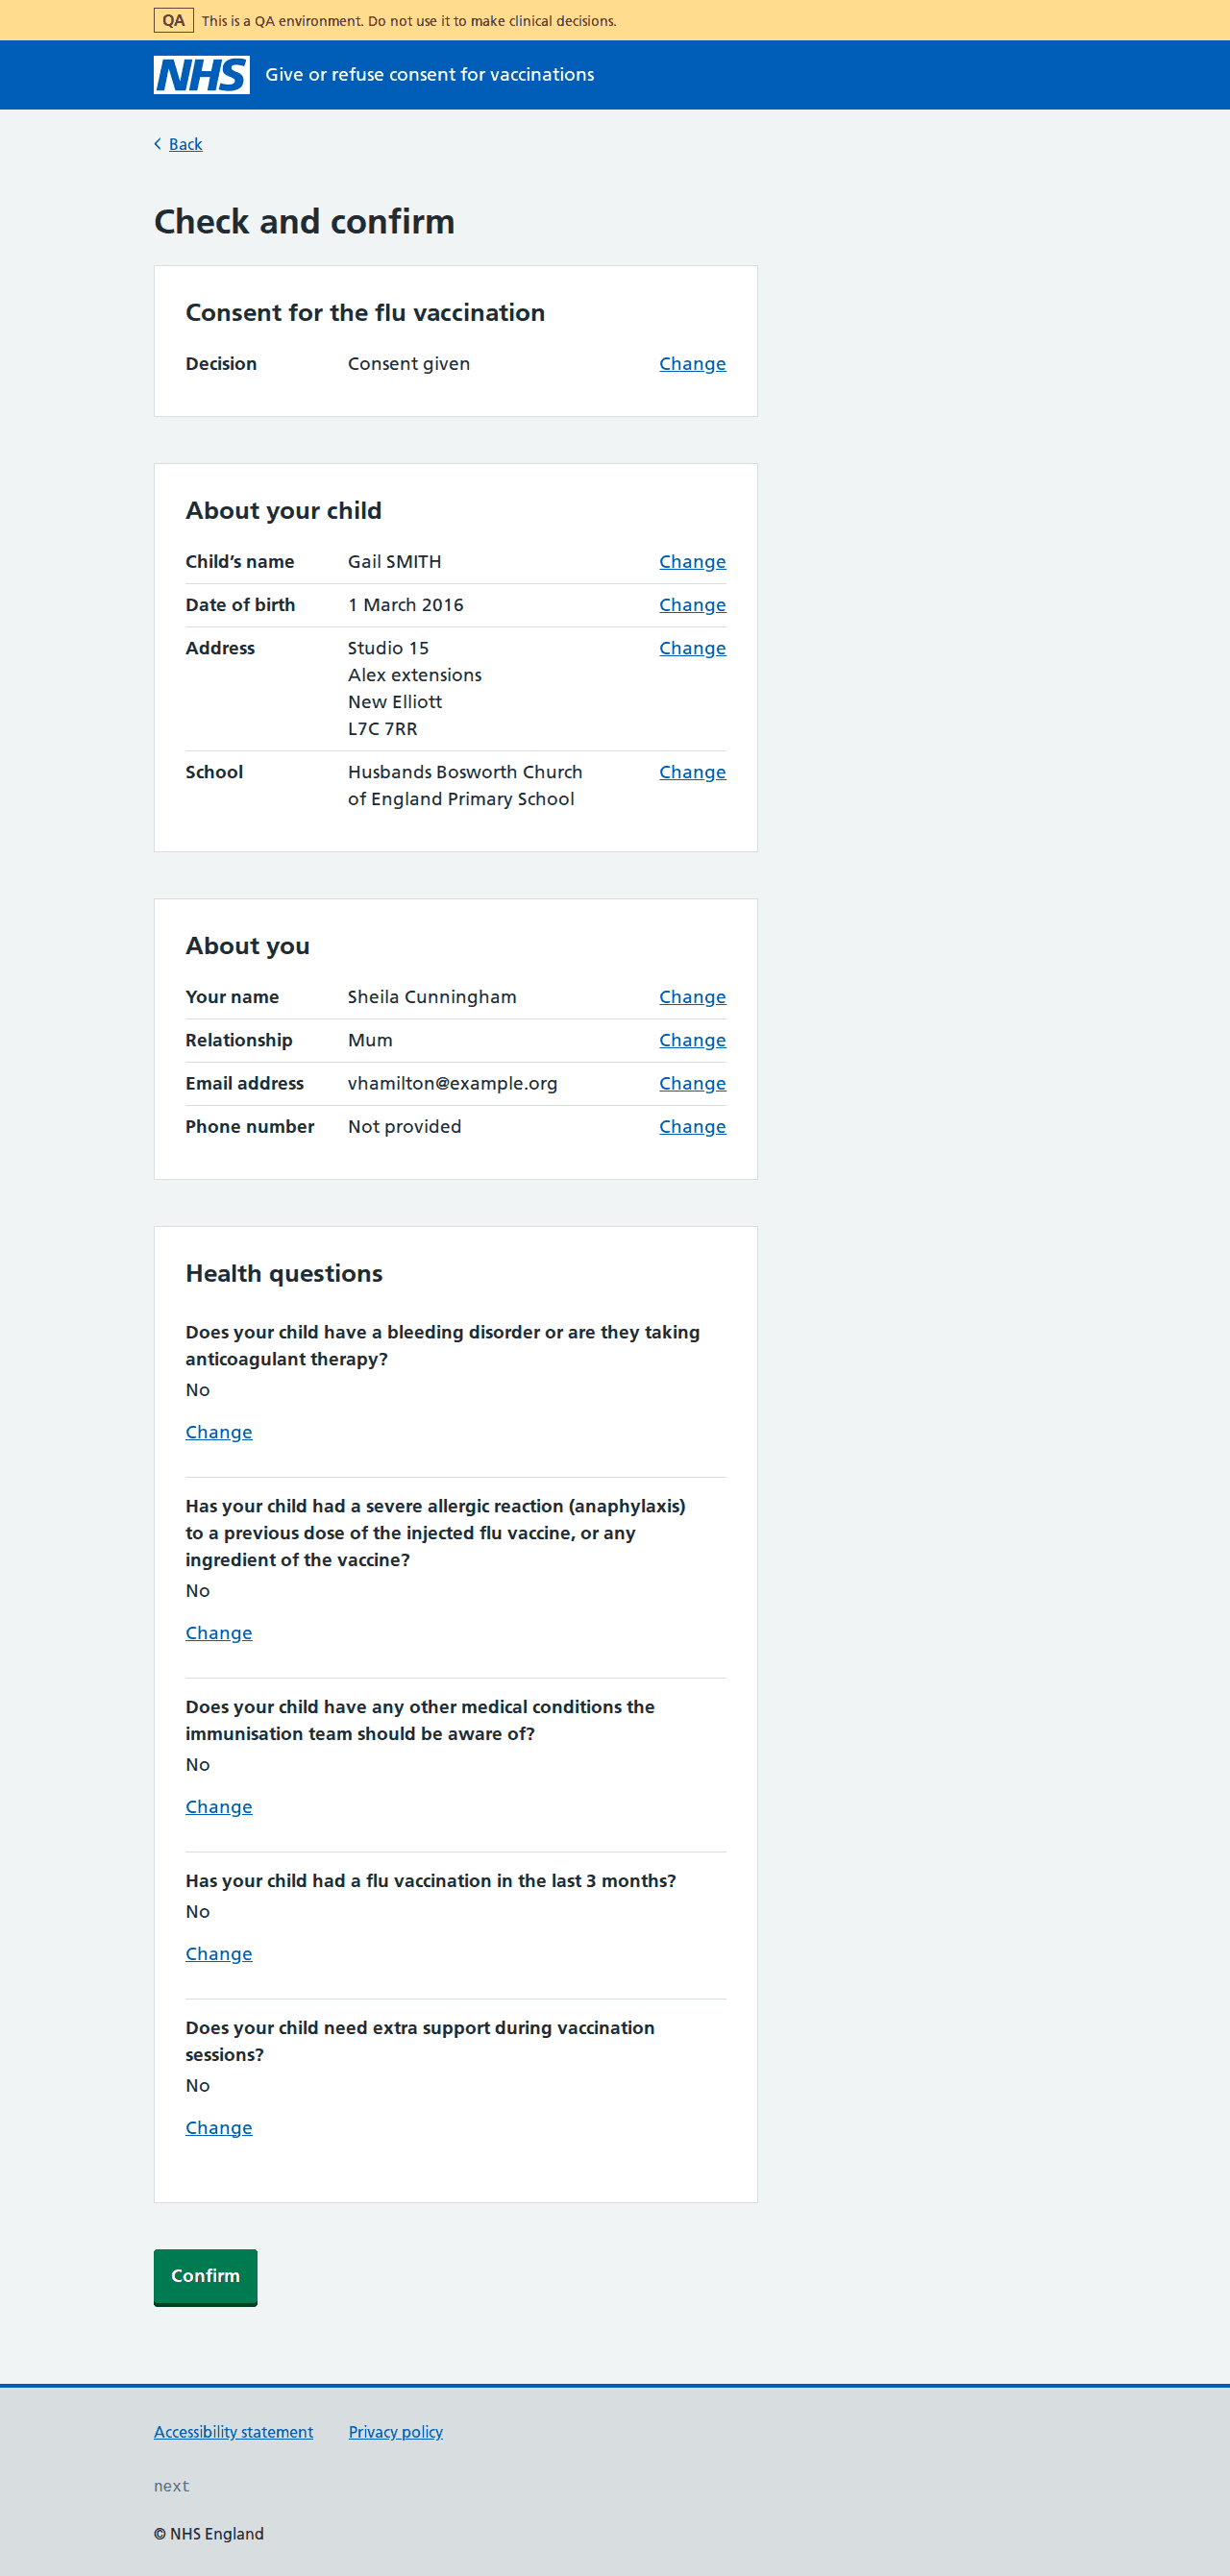 QA This is a QA environment. Do not use it to make clinical decisions.
NHS Give or refuse consent for vaccinations
Back
Check and confirm
Consent for the flu vaccination
Decision Consent given Change
About your child
Child’s name Gail SMITH Change
Date of birth 1 March 2016 Change
Address Studio 15 Change
Alex extensions
New Elliott
L7C 7RR
School Husbands Bosworth Church Change
of England Primary School
About you
Your name Sheila Cunningham Change
Relationship Mum Change
Email address vhamilton@example.org Change
Phone number Not provided Change
Health questions
Does your child have a bleeding disorder or are they taking
anticoagulant therapy?
No
Change
Has your child had a severe allergic reaction (anaphylaxis)
to a previous dose of the injected flu vaccine, or any
ingredient of the vaccine?
No
Change
Does your child have any other medical conditions the
immunisation team should be aware of?
No
Change
Has your child had a flu vaccination in the last 3 months?
No
Change
Does your child need extra support during vaccination
sessions?
No
Change
Confirm
Accessibility statement Privacy policy
next
© NHS England